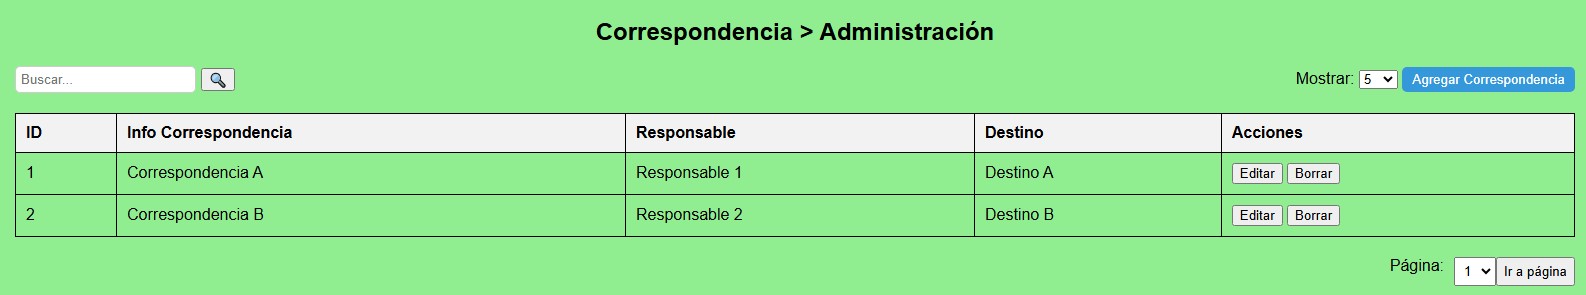 Correspondencia > Administración
Buscar... Mostrar: 5 Agregar Correspondencia
ID Info Correspondencia Responsable Destino Acciones
1 Correspondencia A Responsable 1 Destino A Editar Borrar
2 Correspondencia B Responsable 2 Destino B Editar Borrar
Página: 1 Ir a página